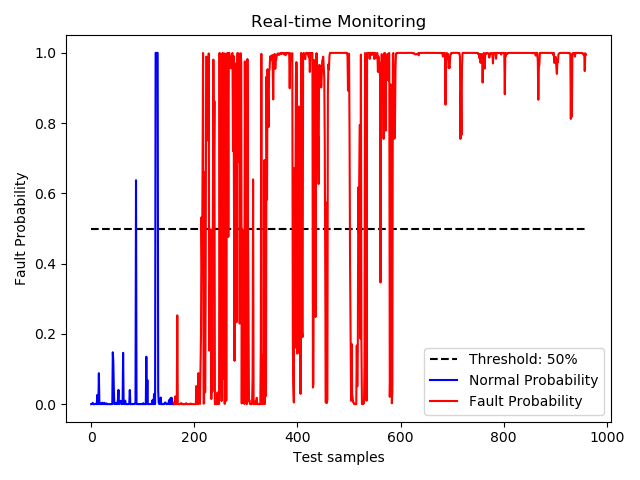 Real-time Monitoring
Fault Probability
1.0
0.8
0.6
0.4
0.2
0.0
Threshold: 50%
Normal Probability
Fault Probability
0 200 400 600 800 1000
Test samples